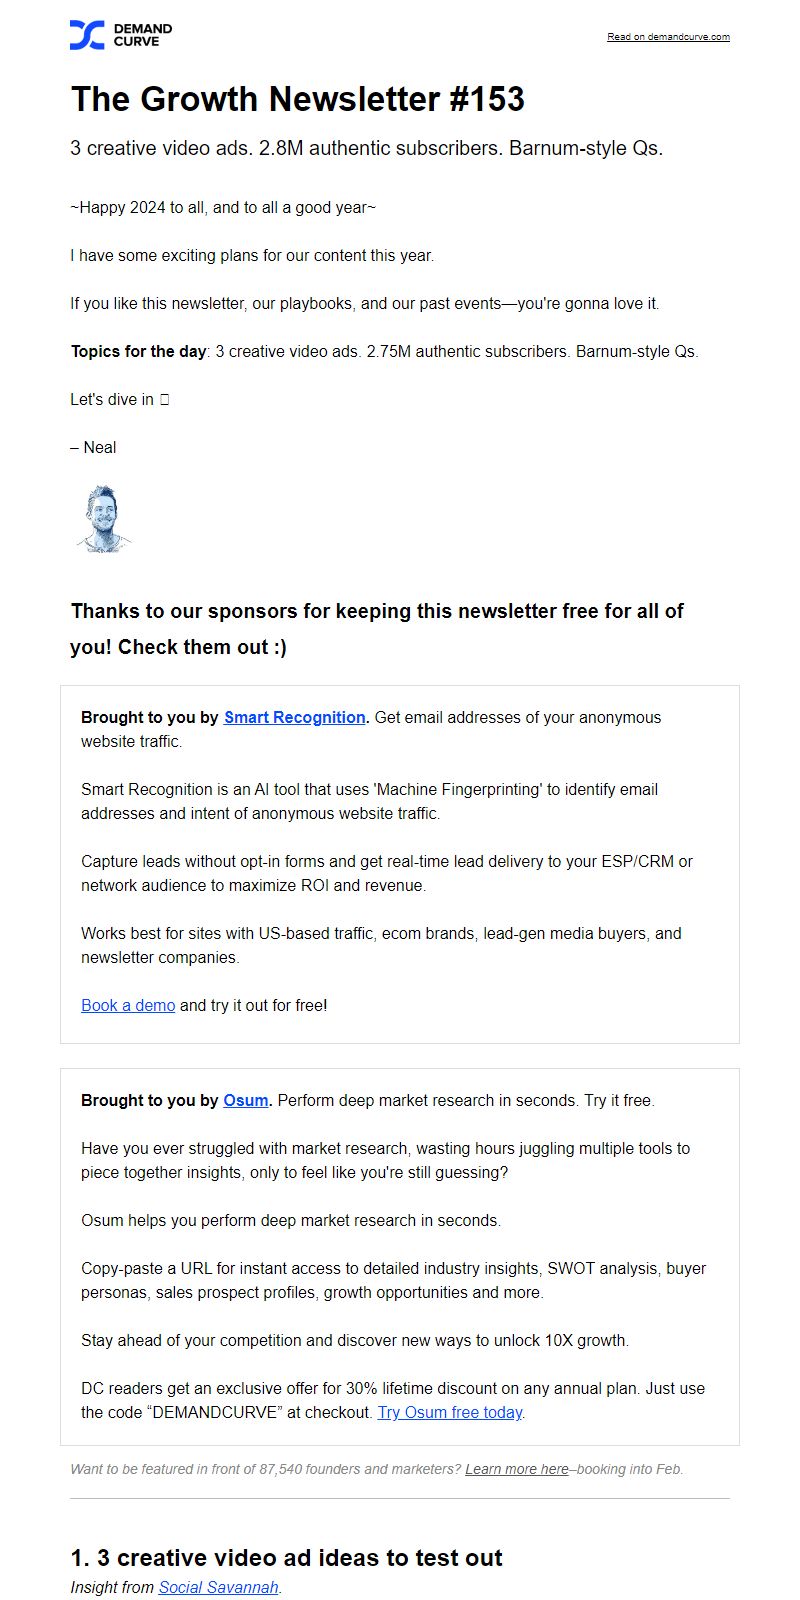 DEMAND
CURVE
Read on demandcurve.com
The Growth Newsletter #153
3 creative video ads. 2.8M authentic subscribers. Barnum-style Qs.
~Happy 2024 to all, and to all a good year~
I have some exciting plans for our content this year.
If you like this newsletter, our playbooks, and our past events—you're gonna love it.
Topics for the day: 3 creative video ads. 2.75M authentic subscribers. Barnum-style Qs.
Let's dive in
– Neal
Thanks to our sponsors for keeping this newsletter free for all of
you! Check them out :)
Brought to you by Smart Recognition. Get email addresses of your anonymous
website traffic.
Smart Recognition is an AI tool that uses 'Machine Fingerprinting' to identify email
addresses and intent of anonymous website traffic.
Capture leads without opt-in forms and get real-time lead delivery to your ESP/CRM or
network audience to maximize ROI and revenue.
Works best for sites with US-based traffic, ecom brands, lead-gen media buyers, and
newsletter companies.
Book a demo and try it out for free!
Brought to you by Osum. Perform deep market research in seconds. Try it free.
Have you ever struggled with market research, wasting hours juggling multiple tools to
piece together insights, only to feel like you're still guessing?
Osum helps you perform deep market research in seconds.
Copy-paste a URL for instant access to detailed industry insights, SWOT analysis, buyer
personas, sales prospect profiles, growth opportunities and more.
Stay ahead of your competition and discover new ways to unlock 10X growth.
DC readers get an exclusive offer for 30% lifetime discount on any annual plan. Just use
the code “DEMANDCURVE” at checkout. Try Osum free today.
Want to be featured in front of 87,540 founders and marketers? Learn more here–booking into Feb.
1. 3 creative video ad ideas to test out
Insight from Social Savannah.